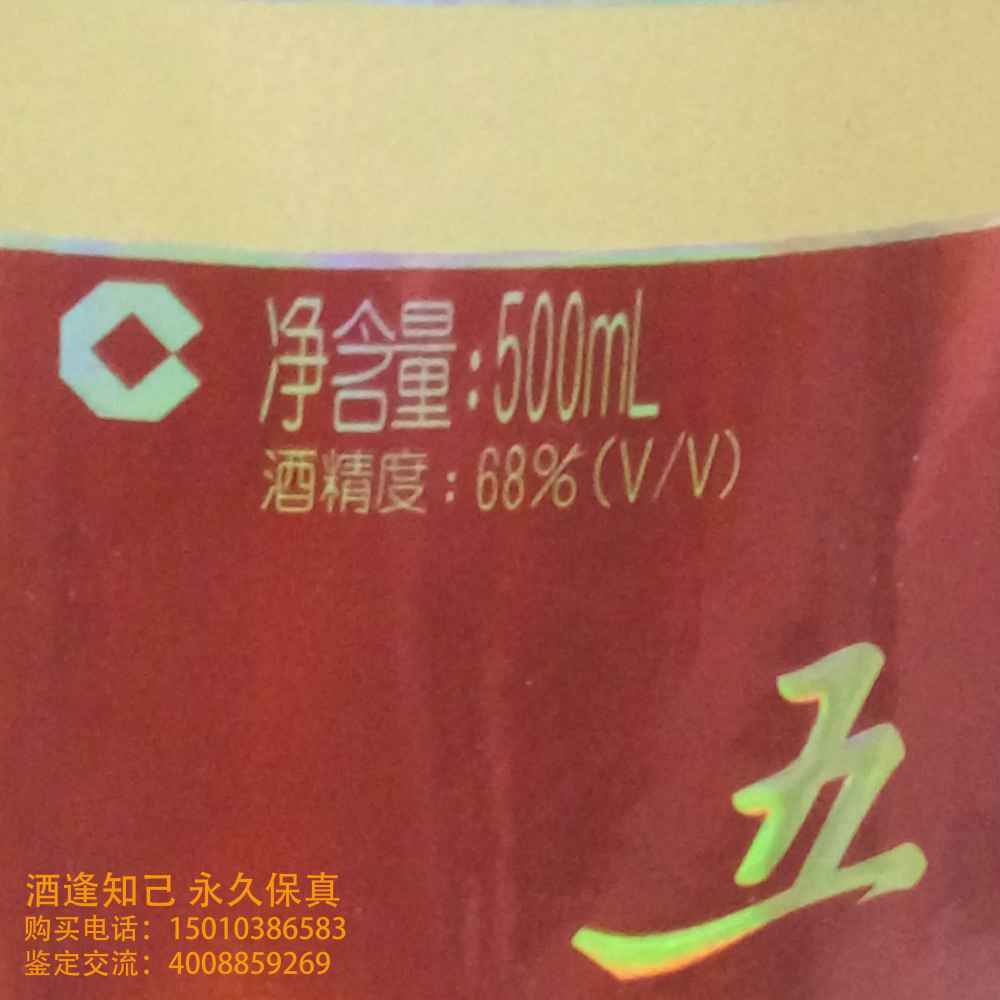 净含量:500mL
酒精度:68%(V/V)
五
酒逢知己 永久保真
购买电话：15010386583
鉴定交流：4008859269